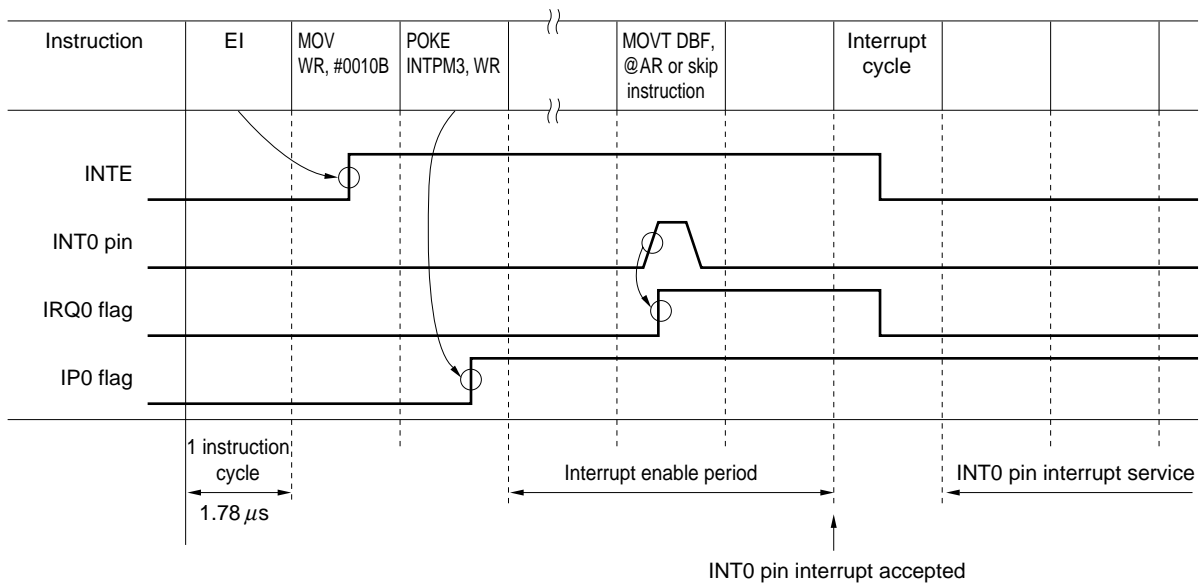 Instruction
EI
MOV
WR, #0010B
POKE
INTPM3, WR
MOVT DBF,
@AR or skip
instruction
Interrupt
cycle
INTE
INT0 pin
IRQ0 flag
IP0 flag
1 instruction
cycle
1.78 μs
Interrupt enable period
INT0 pin interrupt service
INT0 pin interrupt accepted